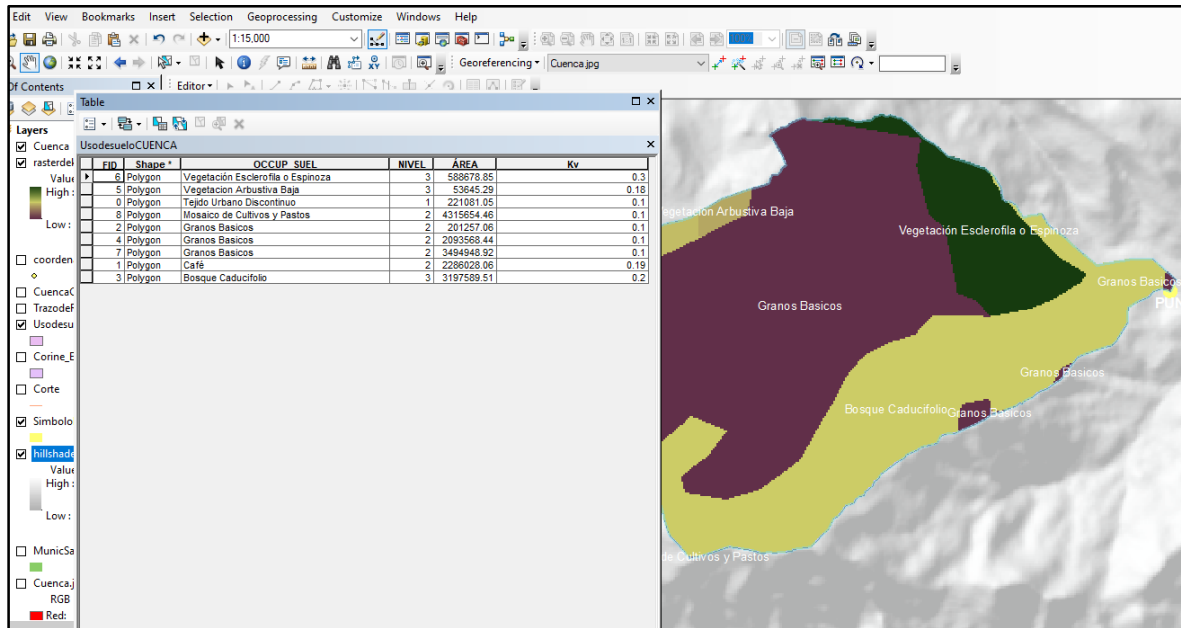 Edit View Bookmarks Insert Selection Geoprocessing Customize Windows Help
1:15,000
Georeferencing Cuenca.jpg
Of Contents
Editor
Table
UsodesueloCUENCA
FID Shape * OCCUP_SUEL NIVEL ÁREA Kv
6 Polygon Vegetación Esclerofila o Espinoza 3 588678.85 0.3
5 Polygon Vegetacion Arbustiva Baja 3 53645.29 0.18
0 Polygon Tejido Urbano Discontinuo 1 221081.05 0.1
8 Polygon Mosaico de Cultivos y Pastos 2 4315654.46 0.1
2 Polygon Granos Basicos 2 201257.06 0.1
4 Polygon Granos Basicos 2 2093568.44 0.1
7 Polygon Granos Basicos 2 3494948.92 0.1
1 Polygon Café 2 2286028.06 0.19
3 Polygon Bosque Caducifolio 3 3197589.51 0.2
Layers
Cuenca
rasterdel
Value
High :
Low :
coorden
CuencaC
TrazodeF
Usodesu
Corine_E
Corte
Simbolo
hillshade
Value
High :
Low :
MunicSa
Cuenca.j
RGB
Red:
Vegetacion Arbustiva Baja
Vegetación Esclerofila o Espinoza
Granos Basicos
Granos Basicos
PUN
Granos Basicos
Bosque Caducifolio
Granos Basicos
de Cultivos y Pastos